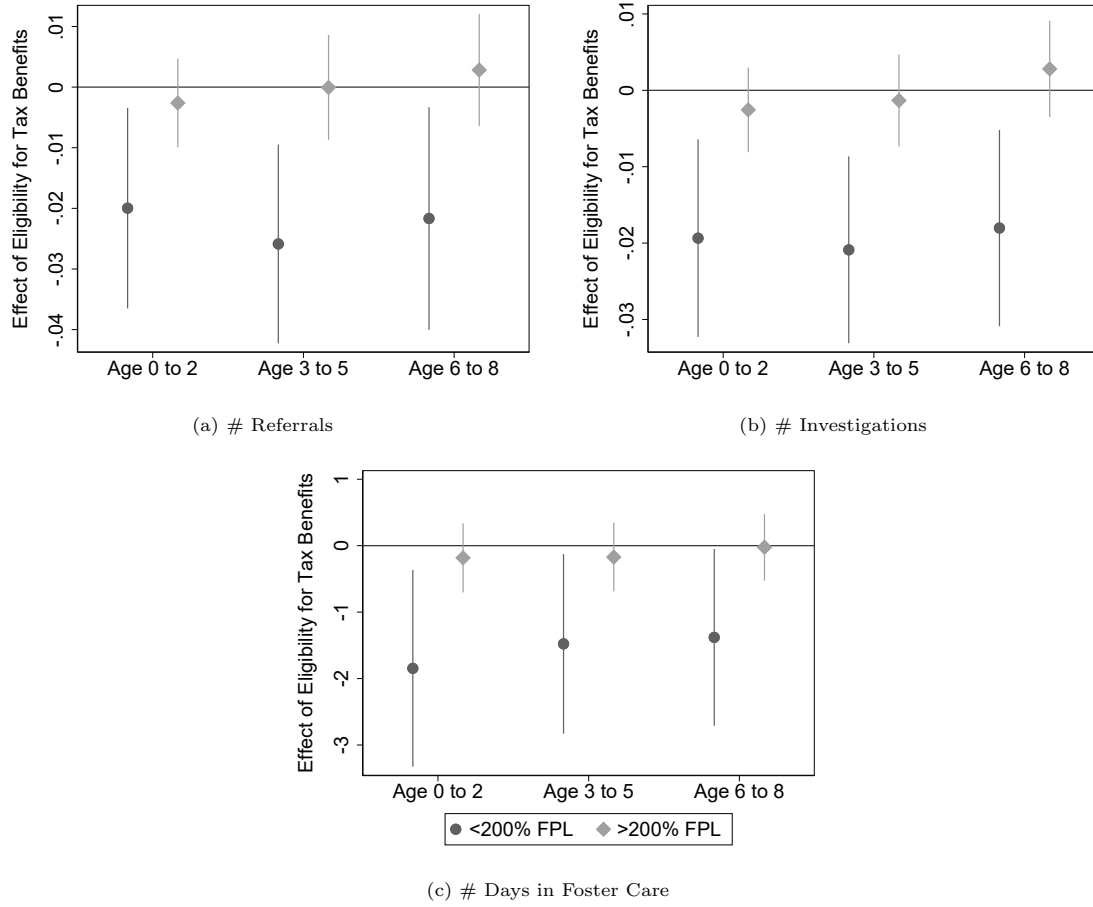 Effect of Eligibility for Tax Benefits
.01
0
-.01
-.02
-.03
-.04
Age 0 to 2
Age 3 to 5
Age 6 to 8
(a) # Referrals
Effect of Eligibility for Tax Benefits
.01
0
-.01
-.02
-.03
Age 0 to 2
Age 3 to 5
Age 6 to 8
(b) # Investigations
Effect of Eligibility for Tax Benefits
1
0
-1
-2
-3
Age 0 to 2
Age 3 to 5
Age 6 to 8
<200% FPL
>200% FPL
(c) # Days in Foster Care